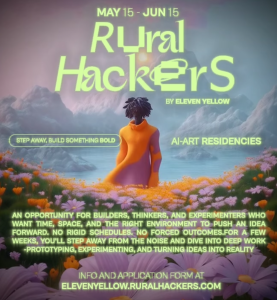 MAY 15 - JUN 15
Rural
HackerS
BY ELEVEN YELLOW
STEP AWAY, BUILD SOMETHING BOLD
AI-ART RESIDENCIES
AN OPPORTUNITY FOR BUILDERS, THINKERS, AND EXPERIMENTERS WHO
WANT TIME, SPACE, AND THE RIGHT ENVIRONMENT TO PUSH AN IDEA
FORWARD. NO RIGID SCHEDULES. NO FORCED OUTCOMES.FOR A FEW
WEEKS, YOU'LL STEP AWAY FROM THE NOISE AND DIVE INTO DEEP WORK
-PROTOTYPING, EXPERIMENTING, AND TURNING IDEAS INTO REALITY
INFO AND APPLICATION FORM AT
ELEVENYELLOW.RURALHACKERS.COM